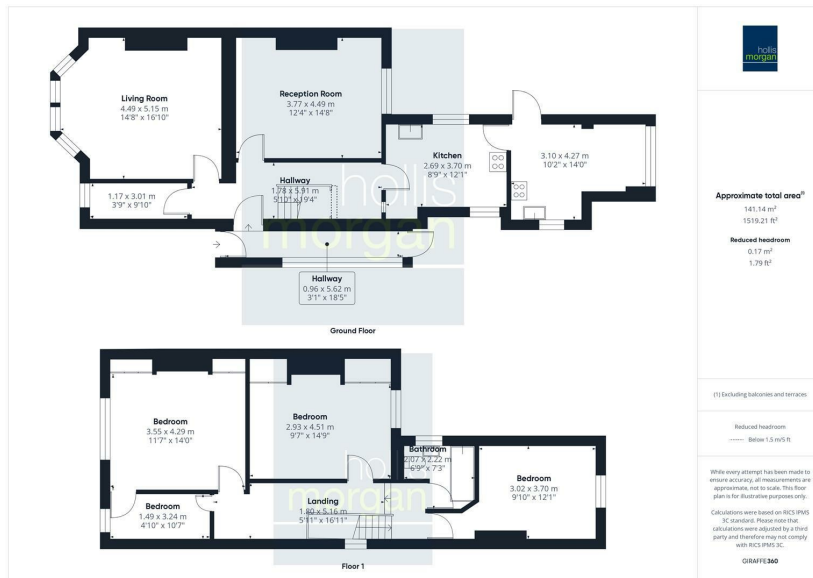 Living Room
4.49 x 5.15 m
14'8" x 16'10"
Reception Room
3.77 x 4.49 m
12'4" x 14'8"
Kitchen
2.69 x 3.70 m
8'9" x 12'1"
3.10 x 4.27 m
10'2" x 14'0"
1.17 x 3.01 m
3'9" x 9'10"
Hallway
1.78 x 5.91 m
5'10" x 19'4"
hollis
morgan
Hallway
0.96 x 5.62 m
3'1" x 18'5"
Ground Floor
Bedroom
3.55 x 4.29 m
11'7" x 14'0"
Bedroom
2.93 x 4.51 m
9'7" x 14'9"
Bathroom
2.07 x 2.22 m
6'9" x 7'3"
Bedroom
3.02 x 3.70 m
9'10" x 12'1"
Bedroom
1.49 x 3.24 m
4'10" x 10'7"
Landing
1.80 x 5.16 m
5'11" x 16'11"
hollis
morgan
Floor 1
hollis
morgan
Approximate total area⁽¹⁾
141.14 m²
1519.21 ft²
Reduced headroom
0.17 m²
1.79 ft²
(1) Excluding balconies and terraces
Reduced headroom
Below 1.5 m/5 ft
While every attempt has been made to
ensure accuracy, all measurements are
approximate, not to scale. This floor
plan is for illustrative purposes only.
Calculations were based on RICS IPMS
3C standard. Please note that
calculations were adjusted by a third
party and therefore may not comply
with RICS IPMS 3C.
GIRAFFE360